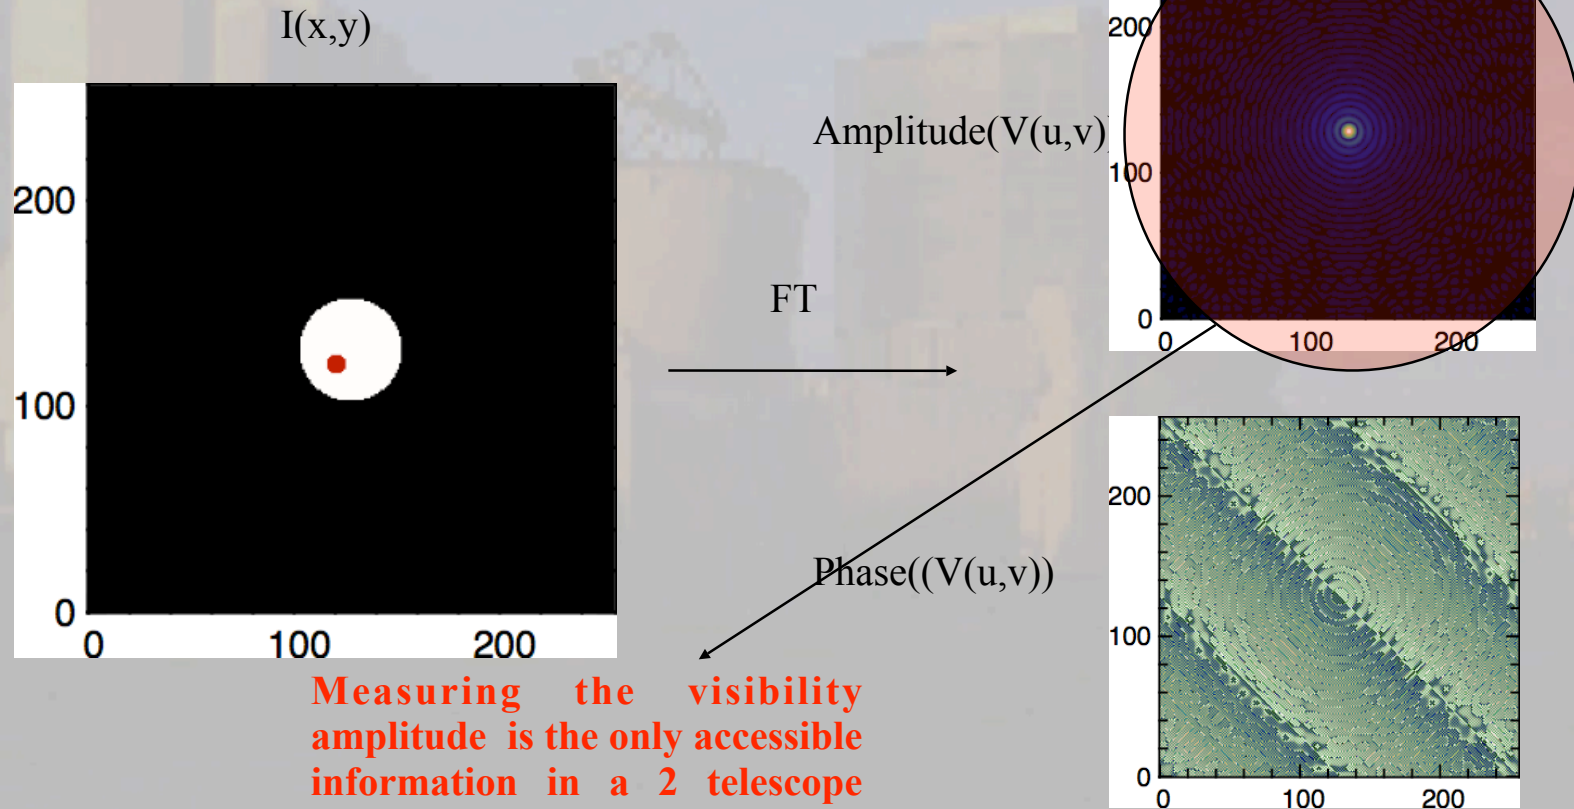 I(x,y)
200
100
0
0 100 200
FT
Amplitude(V(u,v)
200
100
0
0 100 200
Phase((V(u,v))
200
100
0
0 100 200
Measuring the visibility
amplitude is the only accessible
information in a 2 telescope